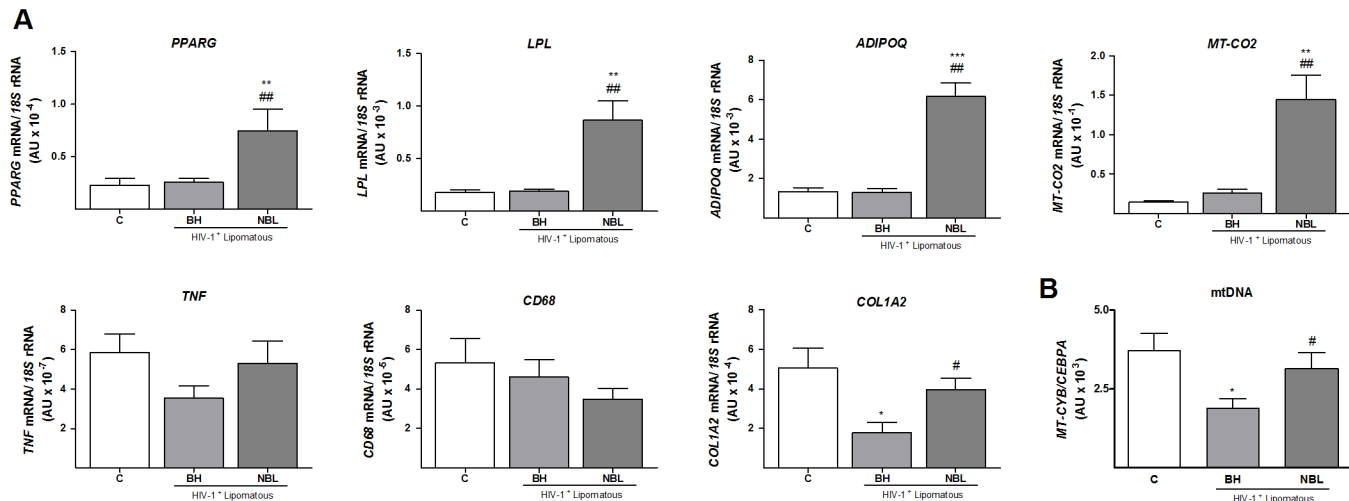 A
PPARG
PPARG mRNA/18S rRNA
(AU x 10-4)
1.5
1.0
0.5
C
BH
NBL
**
##
HIV-1+ Lipomatous
LPL
LPL mRNA/18S rRNA
(AU x 10-3)
1.5
1.0
0.5
C
BH
NBL
**
##
HIV-1+ Lipomatous
ADIPOQ
ADIPOQ mRNA/18S rRNA
(AU x 10-3)
8
6
4
2
C
BH
NBL
***
##
HIV-1+ Lipomatous
MT-CO2
MT-CO2 mRNA/18S rRNA
(AU x 10-1)
2.0
1.5
1.0
0.5
0
C
BH
NBL
**
##
HIV-1+ Lipomatous
TNF
TNF mRNA/18S rRNA
(AU x 10-7)
8
6
4
2
C
BH
NBL
HIV-1+ Lipomatous
CD68
CD68 mRNA/18S rRNA
(AU x 10-5)
8
6
4
2
C
BH
NBL
HIV-1+ Lipomatous
COL1A2
COL1A2 mRNA/18S rRNA
(AU x 10-4)
8
6
4
2
C
BH
NBL
*
#
HIV-1+ Lipomatous
B
mtDNA
MT-CYB/CEBPA
(AU x 103)
5.0
2.5
C
BH
NBL
*
#
HIV-1+ Lipomatous